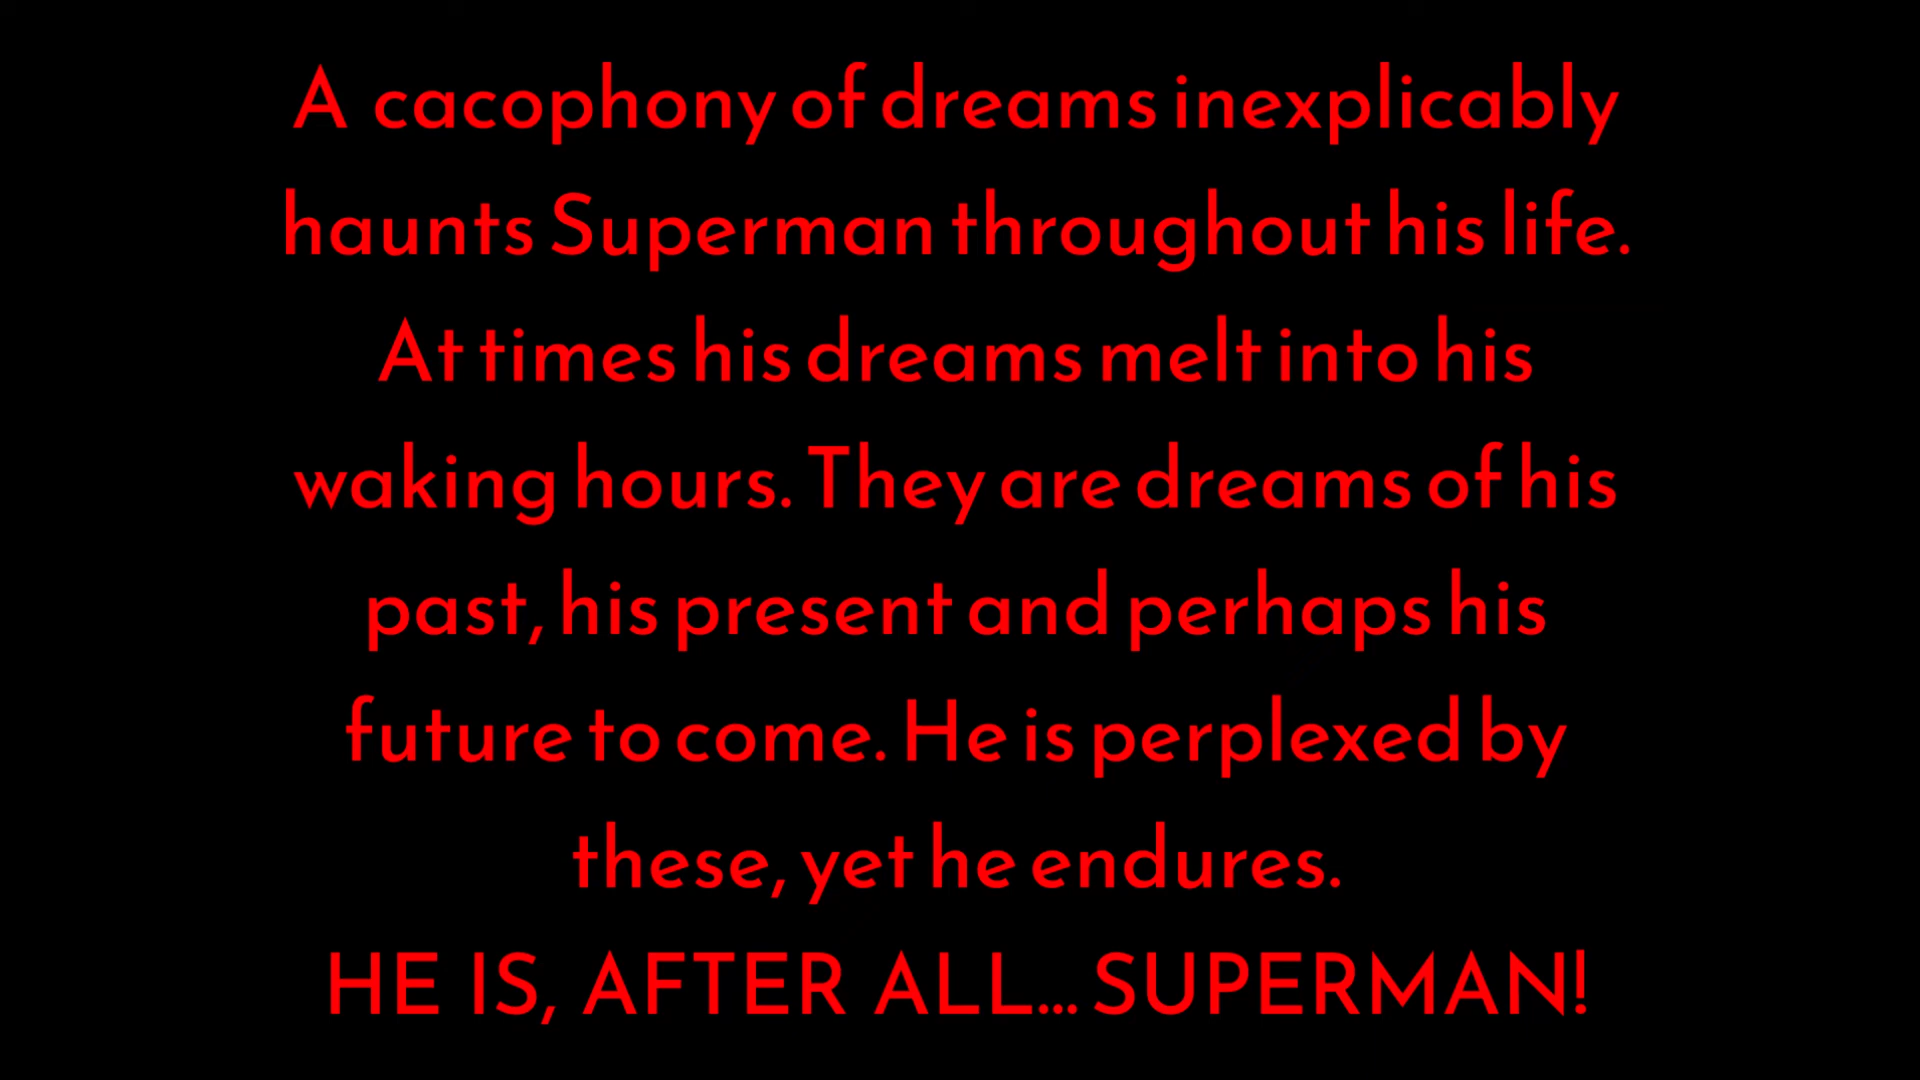 A cacophony of dreams inexplicably
haunts Superman throughout his life.
At times his dreams melt into his
waking hours. They are dreams of his
past, his present and perhaps his
future to come. He is perplexed by
these, yet he endures.
HE IS, AFTER ALL... SUPERMAN!